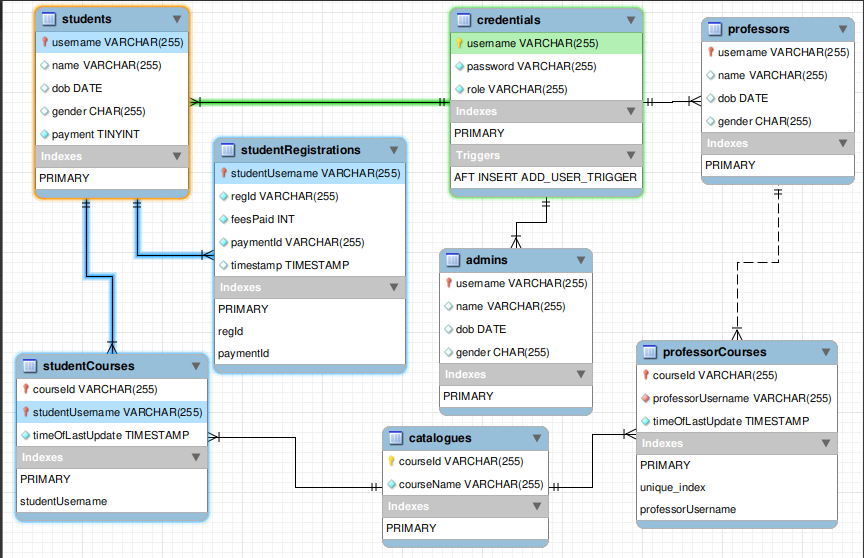 students
username VARCHAR(255)
name VARCHAR(255)
dob DATE
gender CHAR(255)
payment TINYINT
Indexes
PRIMARY
credentials
username VARCHAR(255)
password VARCHAR(255)
role VARCHAR(255)
Indexes
PRIMARY
Triggers
AFT INSERT ADD_USER_TRIGGER
professors
username VARCHAR(255)
name VARCHAR(255)
dob DATE
gender CHAR(255)
Indexes
PRIMARY
studentRegistrations
studentUsername VARCHAR(255)
regId VARCHAR(255)
feesPaid INT
paymentId VARCHAR(255)
timestamp TIMESTAMP
Indexes
PRIMARY
regId
paymentId
admins
username VARCHAR(255)
name VARCHAR(255)
dob DATE
gender CHAR(255)
Indexes
PRIMARY
studentCourses
courseId VARCHAR(255)
studentUsername VARCHAR(255)
timeOfLastUpdate TIMESTAMP
Indexes
PRIMARY
studentUsername
catalogues
courseId VARCHAR(255)
courseName VARCHAR(255)
Indexes
PRIMARY
professorCourses
courseId VARCHAR(255)
professorUsername VARCHAR(255)
timeOfLastUpdate TIMESTAMP
Indexes
PRIMARY
unique_index
professorUsername